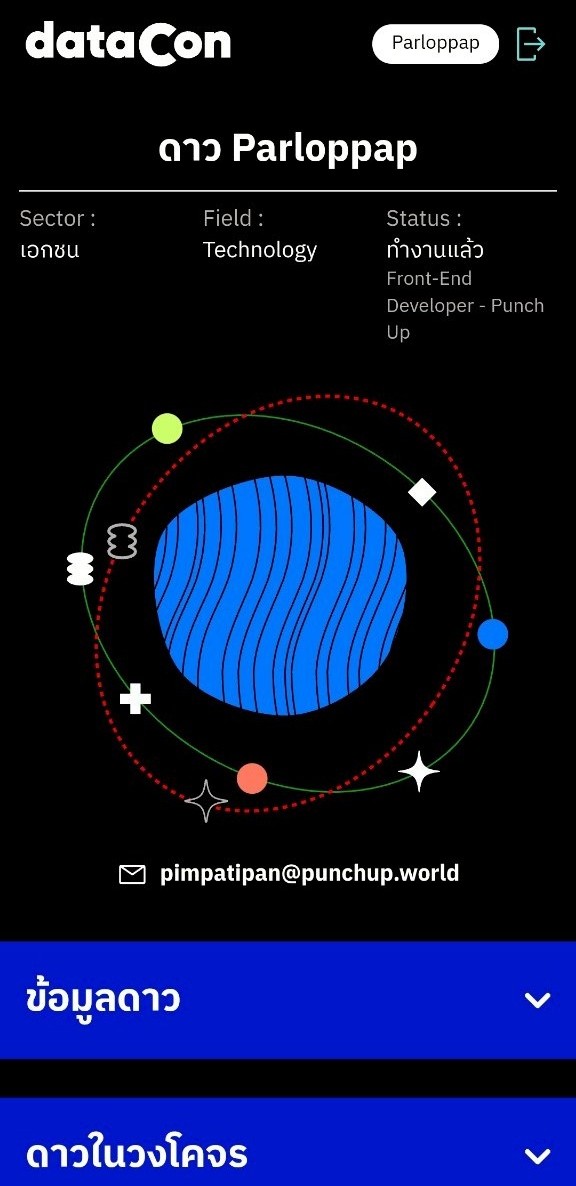 dataCon
Parloppap
ดาว Parloppap
Sector :
เอกชน
Field :
Technology
Status :
ทำงานแล้ว
Front-End
Developer - Punch
Up
pimpatipan@punchup.world
ข้อมูลดาว
ดาวในวงโคจร